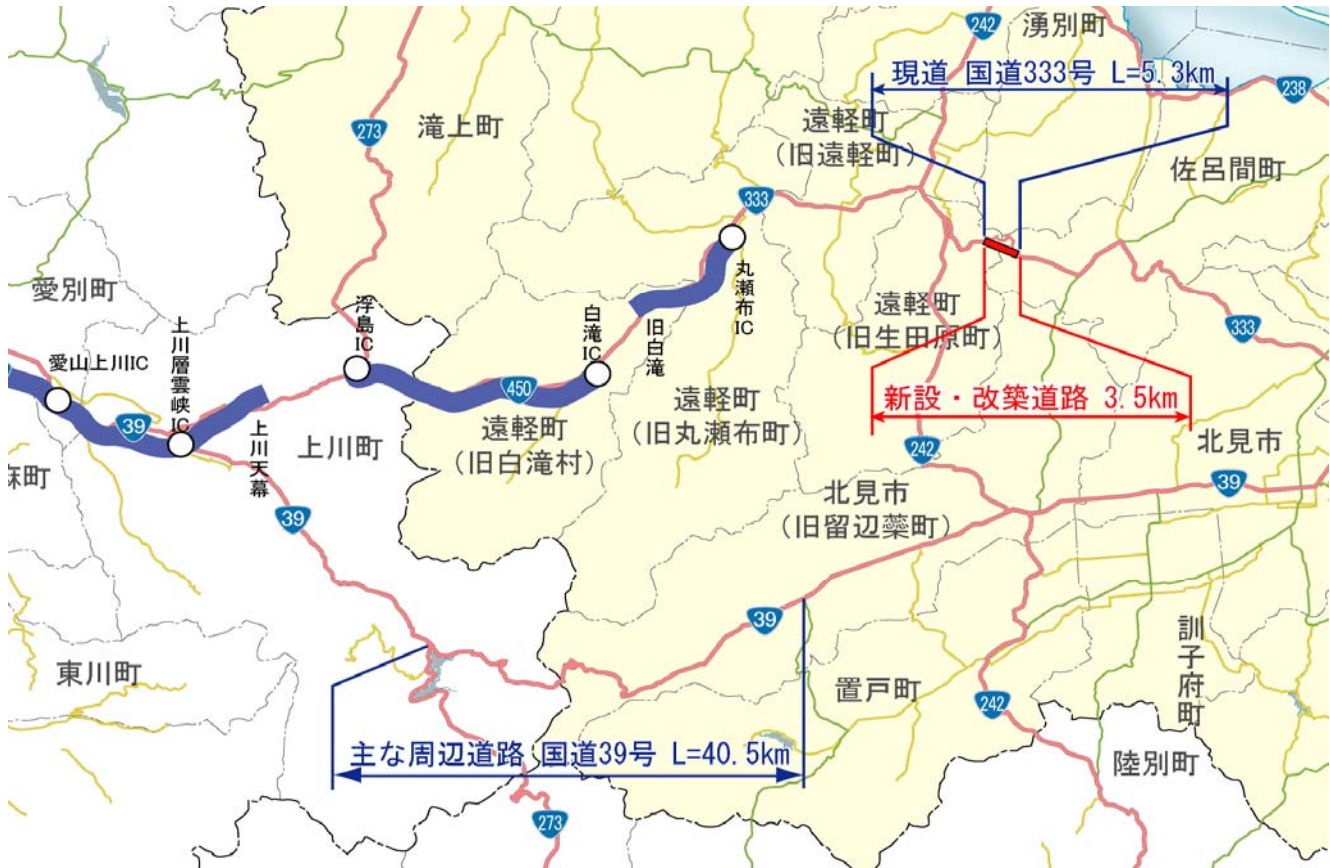 242
湧別町
現道 国道333号 L=5.3km
238
273
滝上町
遠軽町
（旧遠軽町）
佐呂間町
333
愛別町
丸瀬布IC
浮島IC
白滝IC
旧白滝
遠軽町
（旧生田原町）
333
上川層雲峡IC
愛山上川IC
450
新設・改築道路 3.5km
39
上川天幕
上川町
遠軽町
（旧白滝村）
遠軽町
（旧丸瀬布町）
242
北見市
麻町
39
39
北見市
（旧留辺蘂町）
39
東川町
訓子府町
置戸町
242
主な周辺道路 国道39号 L=40.5km
陸別町
273